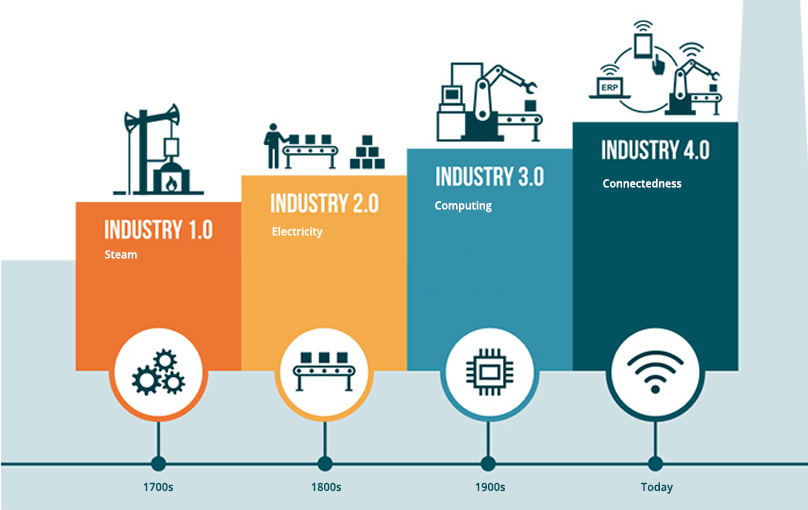 ERP
INDUSTRY 1.0
Steam
INDUSTRY 2.0
Electricity
INDUSTRY 3.0
Computing
INDUSTRY 4.0
Connectedness
1700s
1800s
1900s
Today